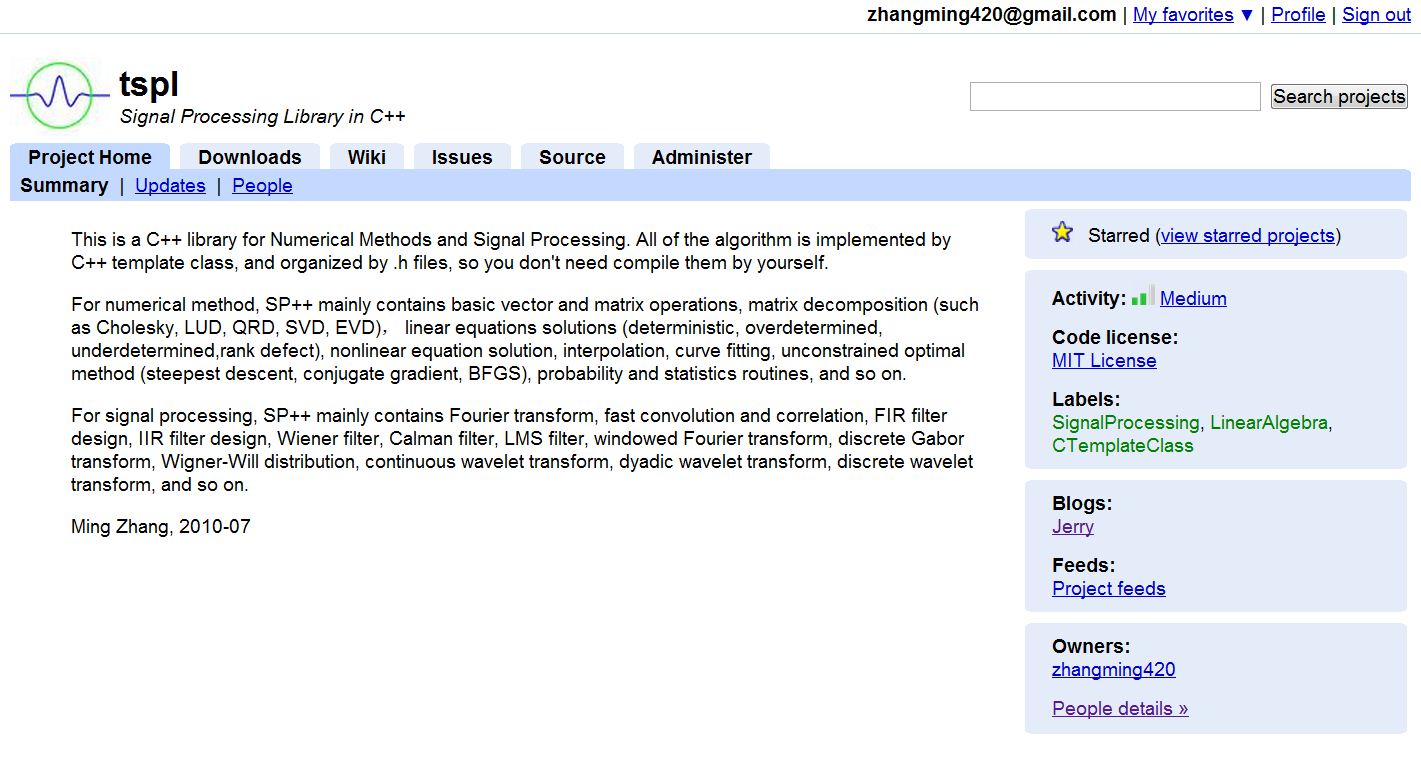 zhangming420@gmail.com | My favorites ▼ | Profile | Sign out
tspl
Signal Processing Library in C++
Search projects
Project Home Downloads Wiki Issues Source Administer
Summary | Updates | People
This is a C++ library for Numerical Methods and Signal Processing. All of the algorithm is implemented by
C++ template class, and organized by .h files, so you don't need compile them by yourself.
For numerical method, SP++ mainly contains basic vector and matrix operations, matrix decomposition (such
as Cholesky, LUD, QRD, SVD, EVD)， linear equations solutions (deterministic, overdetermined,
underdetermined,rank defect), nonlinear equation solution, interpolation, curve fitting, unconstrained optimal
method (steepest descent, conjugate gradient, BFGS), probability and statistics routines, and so on.
For signal processing, SP++ mainly contains Fourier transform, fast convolution and correlation, FIR filter
design, IIR filter design, Wiener filter, Calman filter, LMS filter, windowed Fourier transform, discrete Gabor
transform, Wigner-Will distribution, continuous wavelet transform, dyadic wavelet transform, discrete wavelet
transform, and so on.
Ming Zhang, 2010-07
Starred (view starred projects)
Activity: Medium
Code license:
MIT License
Labels:
SignalProcessing, LinearAlgebra,
CTemplateClass
Blogs:
Jerry
Feeds:
Project feeds
Owners:
zhangming420
People details »